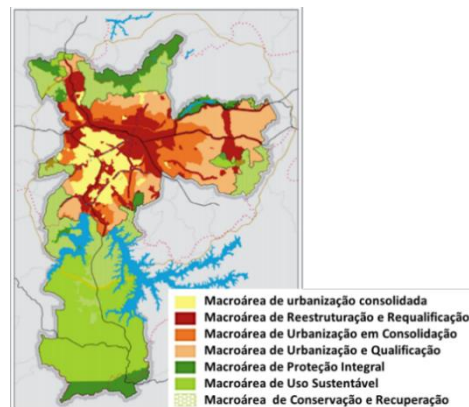 Macroárea de urbanização consolidada
Macroárea de Reestruturação e Requalificação
Macroárea de Urbanização em Consolidação
Macroárea de Urbanização e Qualificação
Macroárea de Proteção Integral
Macroárea de Uso Sustentável
Macroárea de Conservação e Recuperação